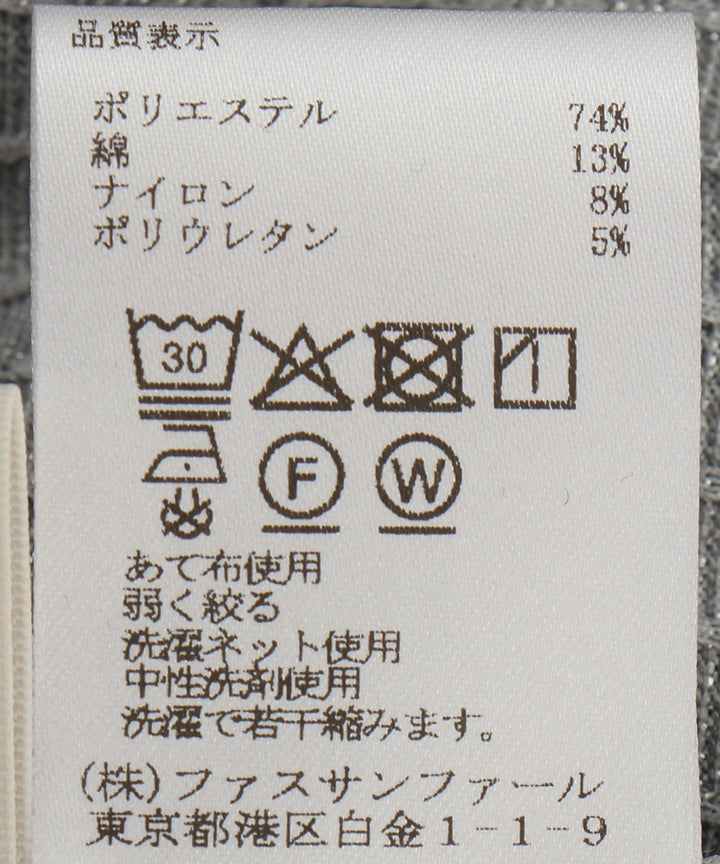 品質表示
ポリエステル 74%
綿 13%
ナイロン 8%
ポリウレタン 5%
30
F W
あて布使用
弱く絞る
洗濯ネット使用
中性洗剤使用
洗濯で若干縮みます。
(株)ファスサンファール
東京都港区白金1-1-9